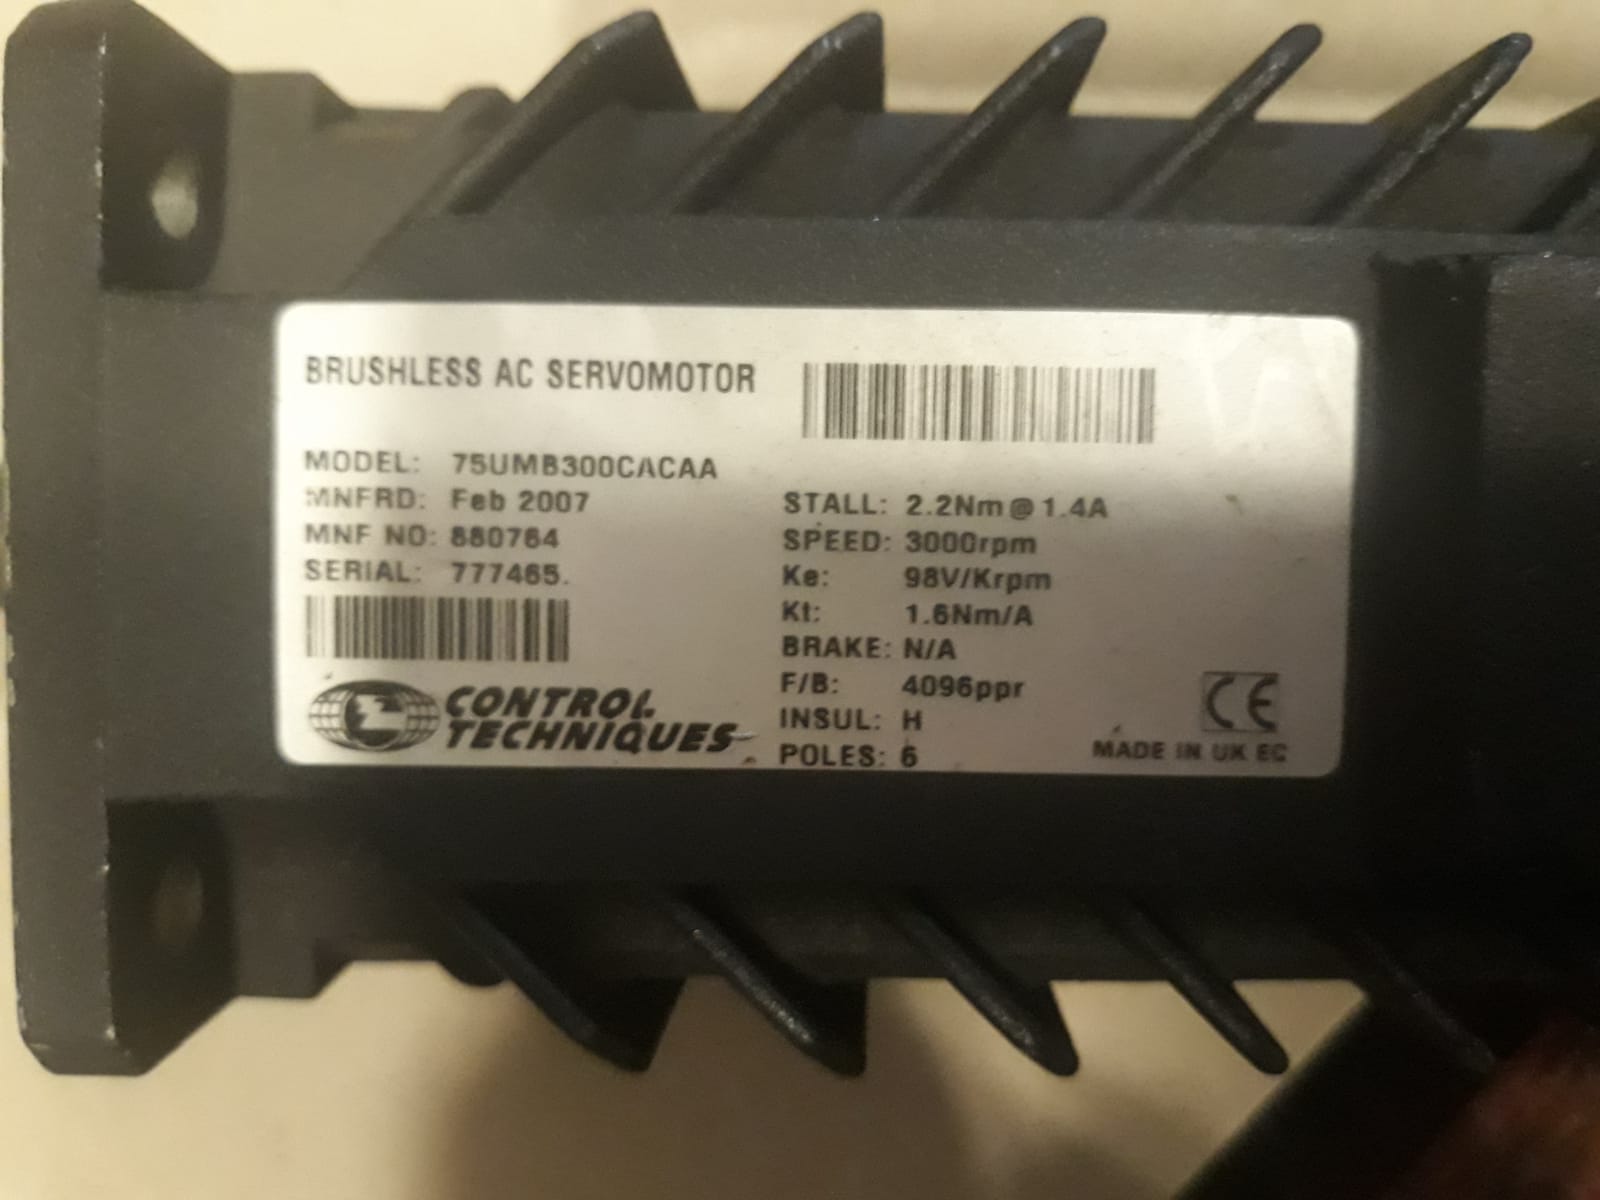 BRUSHLESS AC SERVOMOTOR
MODEL: 75UMB300CACAA
MNFRD: Feb 2007
MNF NO: 880764
SERIAL: 777465.
CONTROL
TECHNIQUES
STALL: 2.2Nm@1.4A
SPEED: 3000rpm
Ke: 98V/Krpm
Kt: 1.6Nm/A
BRAKE: N/A
F/B: 4096ppr
INSUL: H
POLES: 6
CE
MADE IN UK EC